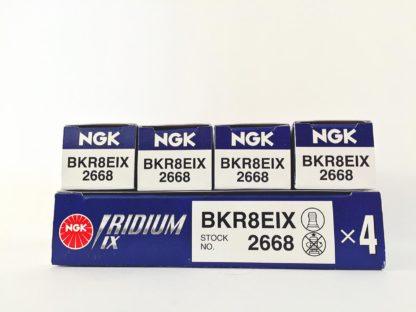 NGK
BKR8EIX
2668
NGK
BKR8EIX
2668
NGK
BKR8EIX
2668
NGK
BKR8EIX
2668
NGK
IRIDIUM
IX
BKR8EIX
STOCK
NO. 2668
×4